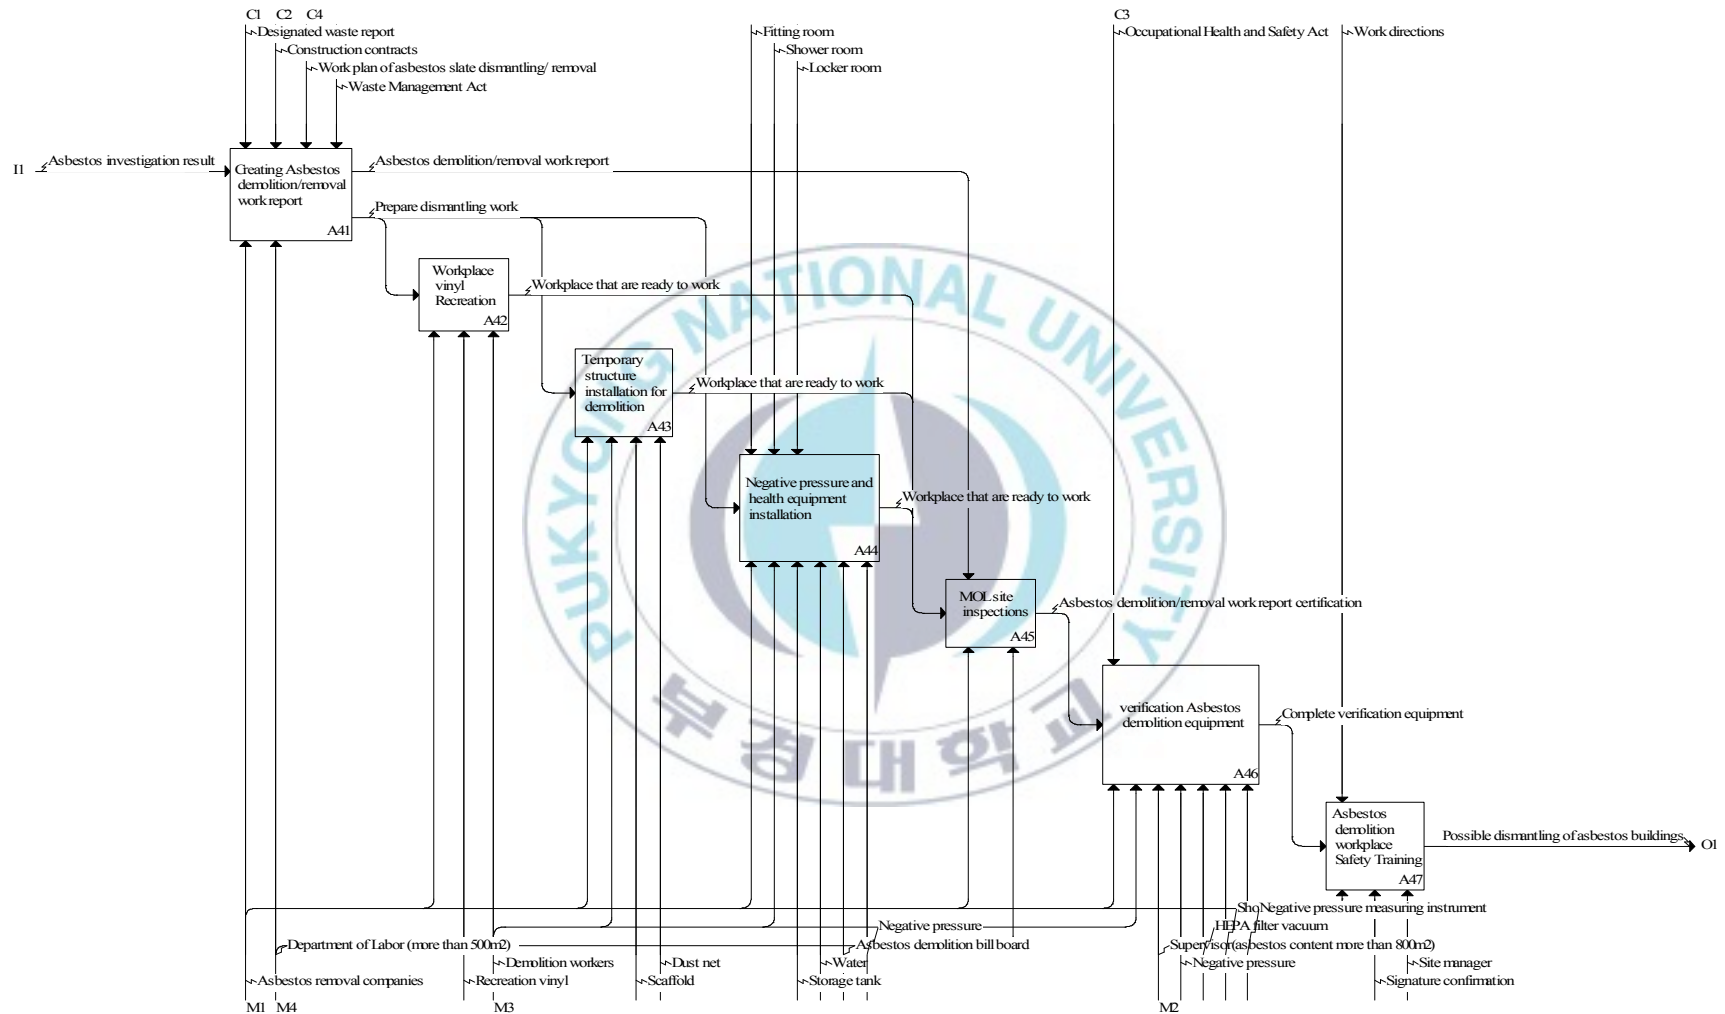 C1
C2
C4
C3
Designated waste report
Construction contracts
Work plan of asbestos slate dismantling/ removal
Waste Management Act
Fitting room
Shower room
Locker room
Occupational Health and Safety Act
Work directions
I1
Asbestos investigation result
Creating Asbestos
demolition/removal
work report
A41
Asbestos demolition/removal work report
Prepare dismantling work
Workplace
vinyl
Recreation
A42
Workplace that are ready to work
Temporary
structure
installation for
demolition
A43
Workplace that are ready to work
Negative pressure and
health equipment
installation
A44
Workplace that are ready to work
MOL site
inspections
A45
Asbestos demolition/removal work report certification
verification Asbestos
demolition equipment
A46
Complete verification equipment
Asbestos
demolition
workplace
Safety Training
A47
Possible dismantling of asbestos buildings
O1
Negative pressure measuring instrument
Negative pressure
HEPA filter vacuum
Department of Labor (more than 500m2)
Asbestos demolition bill board
Supervisor(asbestos content more than 800m2)
Demolition workers
Dust net
Water
Negative pressure
Site manager
Asbestos removal companies
Recreation vinyl
Scaffold
Storage tank
Signature confirmation
M1
M4
M3
M2
PUKYONG NATIONAL UNIVERSITY
부경대학교